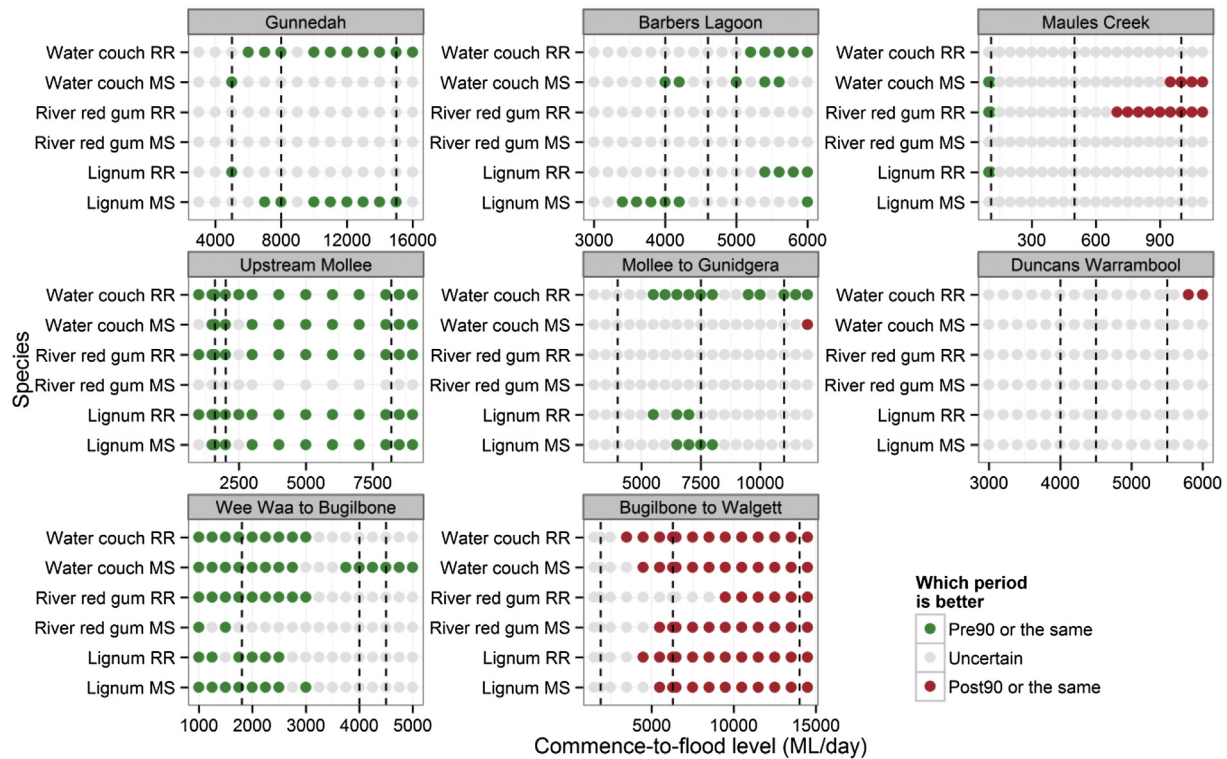 Gunnedah
Barbers Lagoon
Maules Creek
Water couch RR
Water couch MS
River red gum RR
River red gum MS
Lignum RR
Lignum MS
4000 8000 12000 16000
Water couch RR
Water couch MS
River red gum RR
River red gum MS
Lignum RR
Lignum MS
3000 4000 5000 6000
Water couch RR
Water couch MS
River red gum RR
River red gum MS
Lignum RR
Lignum MS
300 600 900
Species
Upstream Mollee
Mollee to Gunidgera
Duncans Warrambool
Water couch RR
Water couch MS
River red gum RR
River red gum MS
Lignum RR
Lignum MS
2500 5000 7500
Water couch RR
Water couch MS
River red gum RR
River red gum MS
Lignum RR
Lignum MS
5000 7500 10000
Water couch RR
Water couch MS
River red gum RR
River red gum MS
Lignum RR
Lignum MS
3000 4000 5000 6000
Wee Waa to Bugilbone
Bugilbone to Walgett
Water couch RR
Water couch MS
River red gum RR
River red gum MS
Lignum RR
Lignum MS
1000 2000 3000 4000 5000
Water couch RR
Water couch MS
River red gum RR
River red gum MS
Lignum RR
Lignum MS
5000 10000 15000
Commence-to-flood level (ML/day)
Which period
is better
Pre90 or the same
Uncertain
Post90 or the same